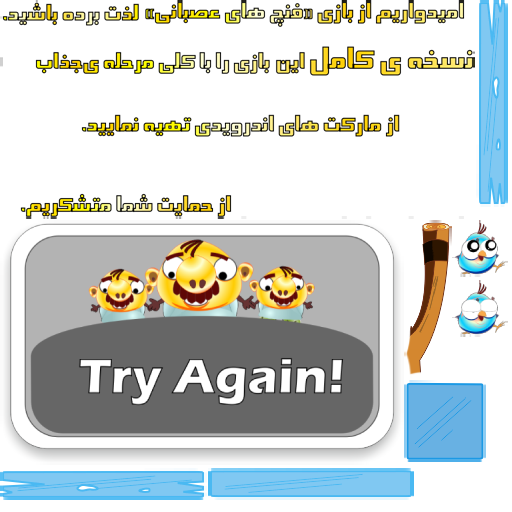 امیدواریم از بازی «فنچ های عصبانی» لذت برده باشید.
نسخه ی کامل این بازی را با کلی مرحله ی جذاب
از مارکت های اندرویدی تهیه نمایید.
از حمایت شما متشکریم.
Try Again!